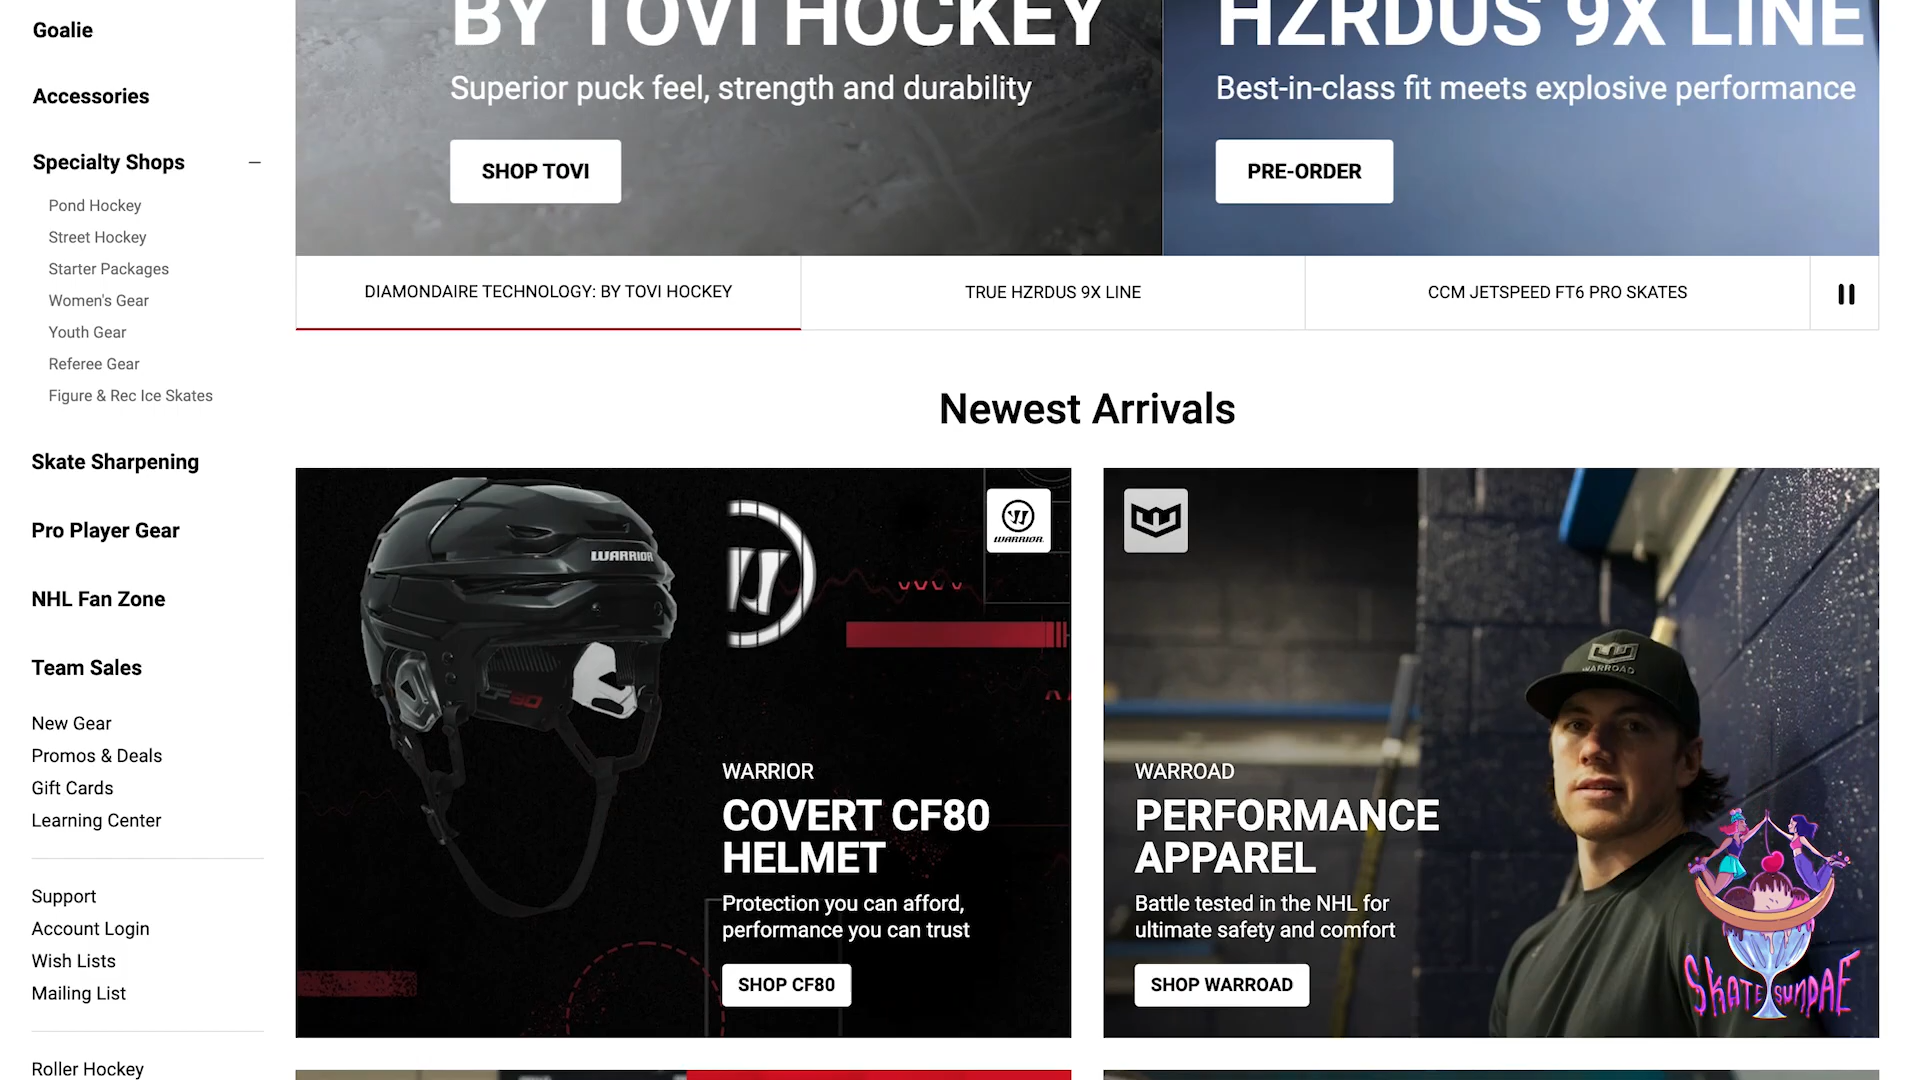 Goalie
Accessories
Specialty Shops
Pond Hockey
Street Hockey
Starter Packages
Women's Gear
Youth Gear
Referee Gear
Figure & Rec Ice Skates
Skate Sharpening
Pro Player Gear
NHL Fan Zone
Team Sales
New Gear
Promos & Deals
Gift Cards
Learning Center
Support
Account Login
Wish Lists
Mailing List
Roller Hockey
BY TOVI HOCKEY
Superior puck feel, strength and durability
SHOP TOVI
HZRDUS 9X LINE
Best-in-class fit meets explosive performance
PRE-ORDER
DIAMONDAIRE TECHNOLOGY: BY TOVI HOCKEY
TRUE HZRDUS 9X LINE
CCM JETSPEED FT6 PRO SKATES
Newest Arrivals
WARRIOR
WARRIOR
CF80
WARRIOR
COVERT CF80
HELMET
Protection you can afford,
performance you can trust
SHOP CF80
WARROAD
WARROAD
PERFORMANCE
APPAREL
Battle tested in the NHL for
ultimate safety and comfort
SHOP WARROAD
SKATE SUNDAE